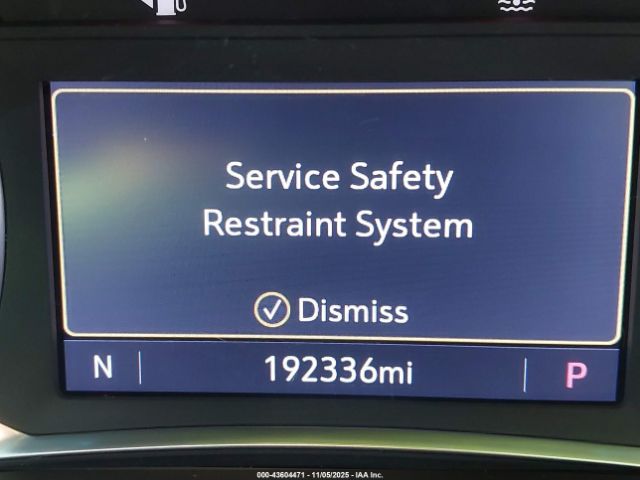 Service Safety
Restraint System
Dismiss
N 192336mi P
000-43604471 - 11/05/2025 - IAA Inc.